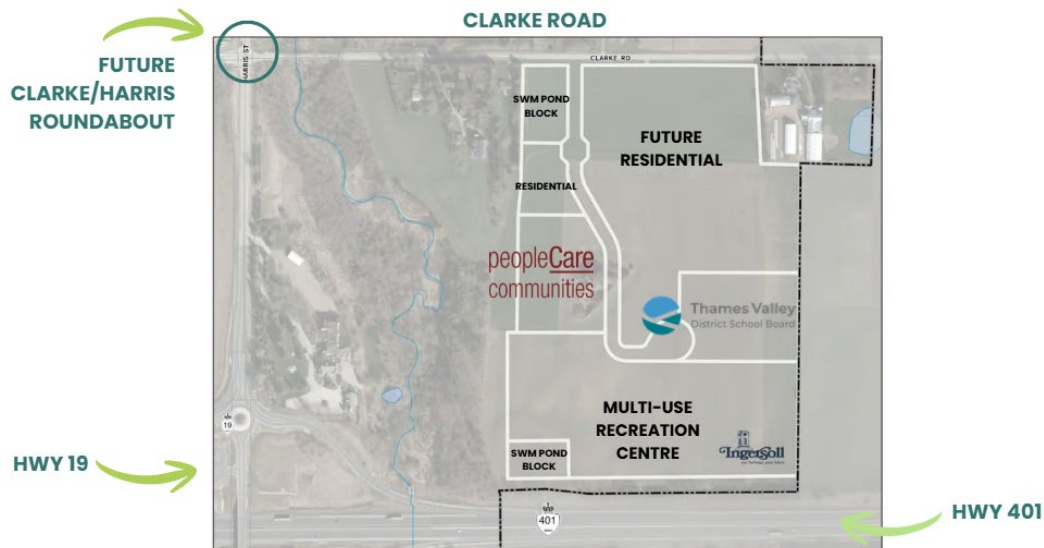 CLARKE ROAD
FUTURE
CLARKE/HARRIS
ROUNDABOUT
HARRIS ST
CLARKE RD
SWM POND
BLOCK
FUTURE
RESIDENTIAL
RESIDENTIAL
peopleCare
communities
Thames Valley
District School Board
MULTI-USE
RECREATION
CENTRE
Ingersoll
SWM POND
BLOCK
19
HWY 19
401
HWY 401